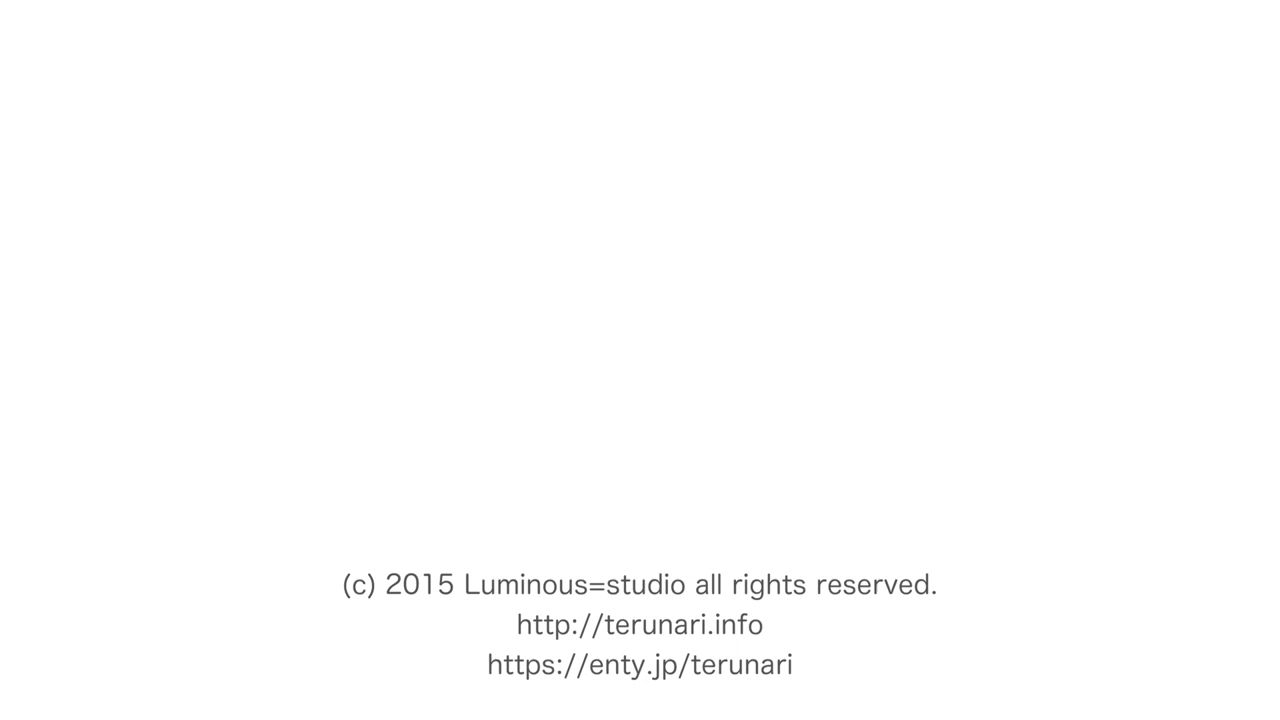 (c) 2015 Luminous=studio all rights reserved.
http://terunari.info
https://enty.jp/terunari